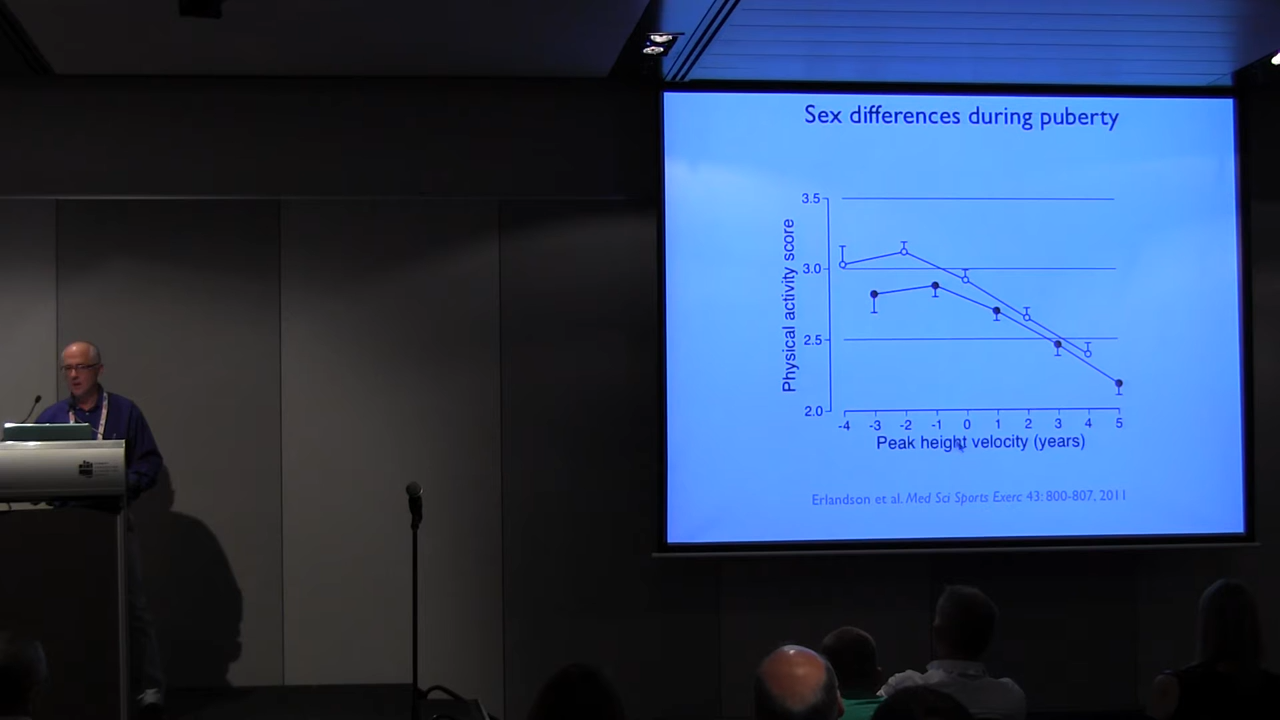 Sex differences during puberty
3.5
3.0
2.5
2.0
Physical activity score
-4 -3 -2 -1 0 1 2 3 4 5
Peak height velocity (years)
Erlandson et al. Med Sci Sports Exerc 43: 800-807, 2011